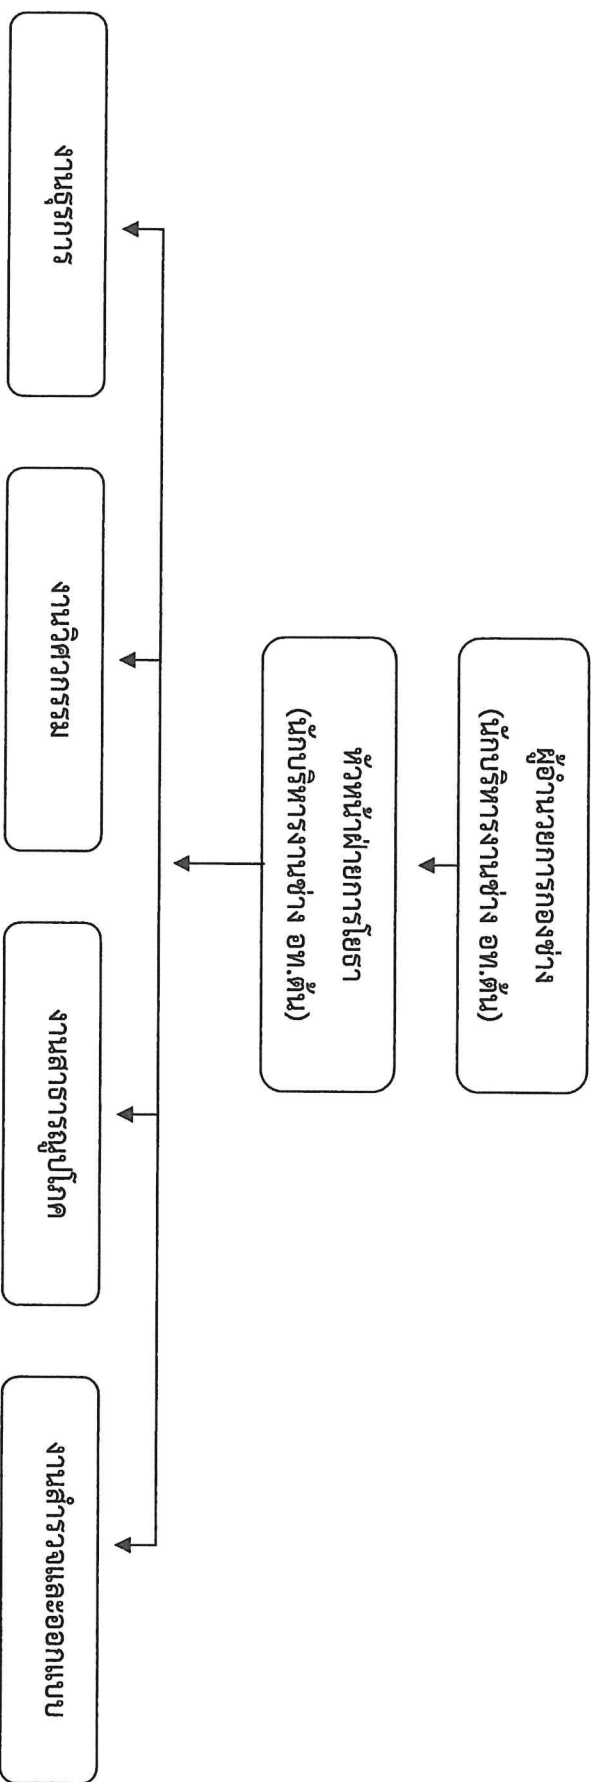 ผู้อำนวยการกองช่าง
(นักบริหารงานช่าง อท.ต้น)
หัวหน้าฝ่ายการโยธา
(นักบริหารงานช่าง อท.ต้น)
งานธุรการ
งานวิศวกรรม
งานสาธารณูปโภค
งานสำรวจและออกแบบ